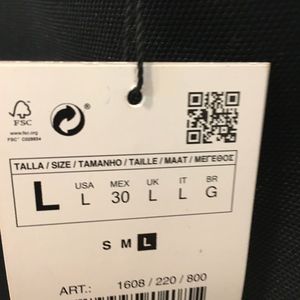 FSC
www.fsc.org
FSC® C029934
TALLA / SIZE / TAMANHO / TAILLE / MAAT / ΜΕΓΕΘΟΣ
L
USA MEX UK IT BR
L 30 L L G
S M L
ART.: 1608 / 220 / 800